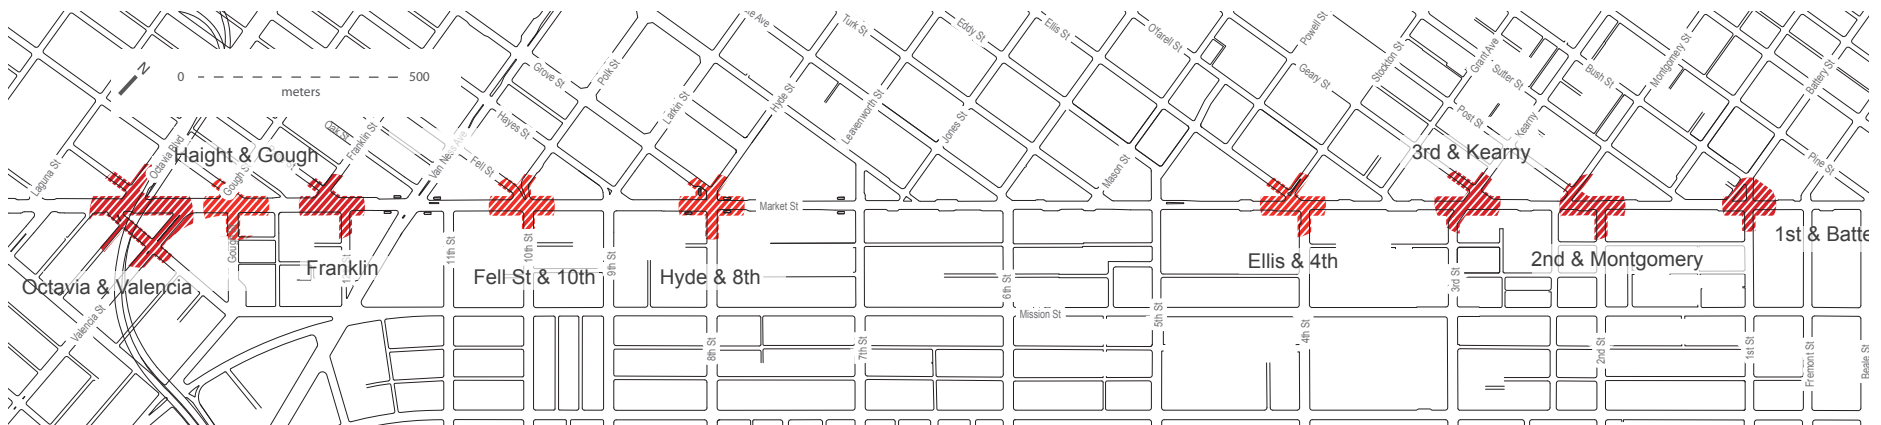 N
0
500
meters
Laguna St
Octavia Blvd
Haight & Gough
Gough S
Oak St
Franklin St
Van Ness Ave
Hayes St
Grove St
Fell St
Polk St
Larkin St
Hyde St
Turk St
Leavenworth St
Eddy St
Jones St
Ellis St
O'farell St
Mason St
Powell St
Geary St
Stockton St
Grant Ave
Sutter St
Post St
Kearny
Bush St
Montgomery St
Battery St
Pine St
3rd & Kearny
Market St
Octavia & Valencia
Valencia St
Franklin
11th St
Fell St & 10th
10th St
9th St
Hyde & 8th
8th St
7th St
6th St
Mission St
5th St
Ellis & 4th
4th St
3rd St
2nd & Montgomery
2nd St
1st & Batte
1st St
Fremont St
Beale St